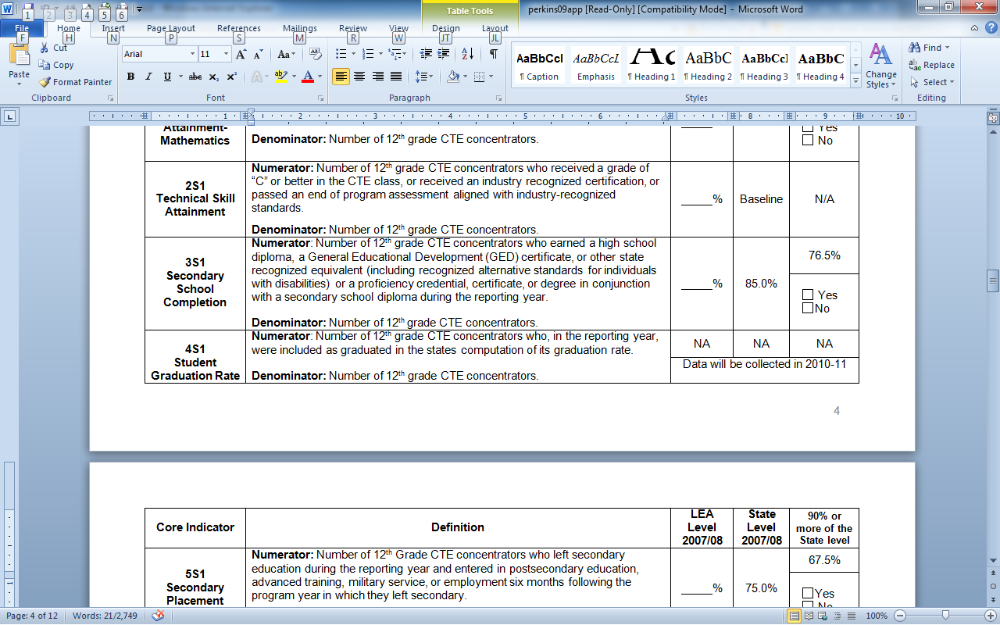 Table Tools
perkins09app [Read-Only] [Compatibility Mode] - Microsoft Word
1 2 3 4 5 6
File Home Insert Page Layout References Mailings Review View Design Layout
F H N P S M R W JT JL
Paste
Cut
Copy
Format Painter
Clipboard
Arial 11
Font
Paragraph
AaBbCcI AaBbCcL AaBbC AaBbCcI AaBbC
¶ Caption Emphasis ¶ Heading 1 ¶ Heading 2 ¶ Heading 3 ¶ Heading 4
Styles
Change
Styles
Find
Replace
Select
Editing
1 2 3 4 5 6 8 9 10
Attainment-
Mathematics
Denominator: Number of 12th grade CTE concentrators.
Yes
No
2S1
Technical Skill
Attainment
Numerator: Number of 12th grade CTE concentrators who received a grade of
“C” or better in the CTE class, or received an industry recognized certification, or
passed an end of program assessment aligned with industry-recognized
standards.
Denominator: Number of 12th grade CTE concentrators.
_____%
Baseline
N/A
3S1
Secondary
School
Completion
Numerator: Number of 12th grade CTE concentrators who earned a high school
diploma, a General Educational Development (GED) certificate, or other state
recognized equivalent (including recognized alternative standards for individuals
with disabilities) or a proficiency credential, certificate, or degree in conjunction
with a secondary school diploma during the reporting year.
Denominator: Number of 12th grade CTE concentrators.
_____%
85.0%
76.5%
Yes
No
4S1
Student
Graduation Rate
Numerator: Number of 12th grade CTE concentrators who, in the reporting year,
were included as graduated in the states computation of its graduation rate.
Denominator: Number of 12th grade CTE concentrators.
NA NA NA
Data will be collected in 2010-11
4
Core Indicator
Definition
LEA
Level
2007/08
State
Level
2007/08
90% or
more of the
State level
5S1
Secondary
Placement
Numerator: Number of 12th Grade CTE concentrators who left secondary
education during the reporting year and entered in postsecondary education,
advanced training, military service, or employment six months following the
program year in which they left secondary.
_____%
75.0%
67.5%
Yes
No
Page: 4 of 12 Words: 21/2,749 100%